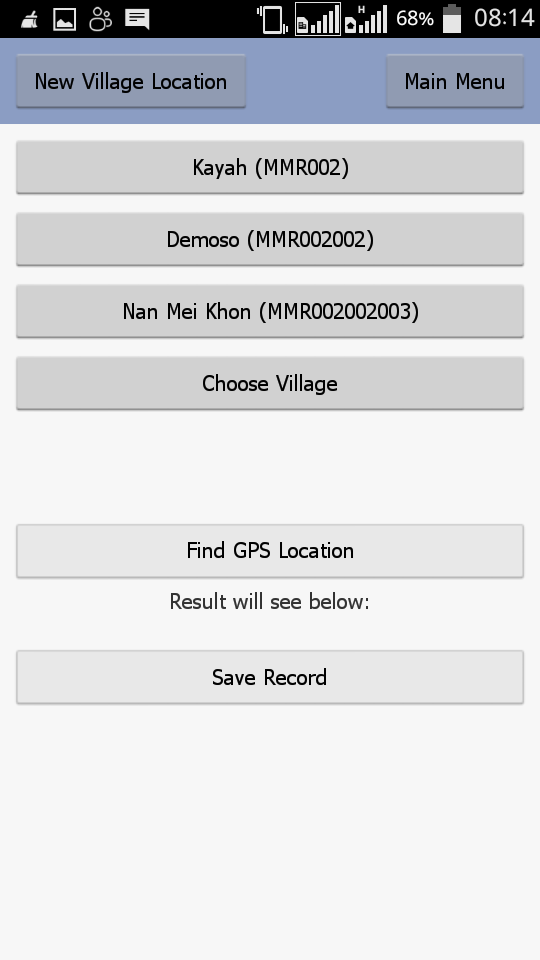 H
68% 08:14
New Village Location Main Menu
Kayah (MMR002)
Demoso (MMR002002)
Nan Mei Khon (MMR002002003)
Choose Village
Find GPS Location
Result will see below:
Save Record